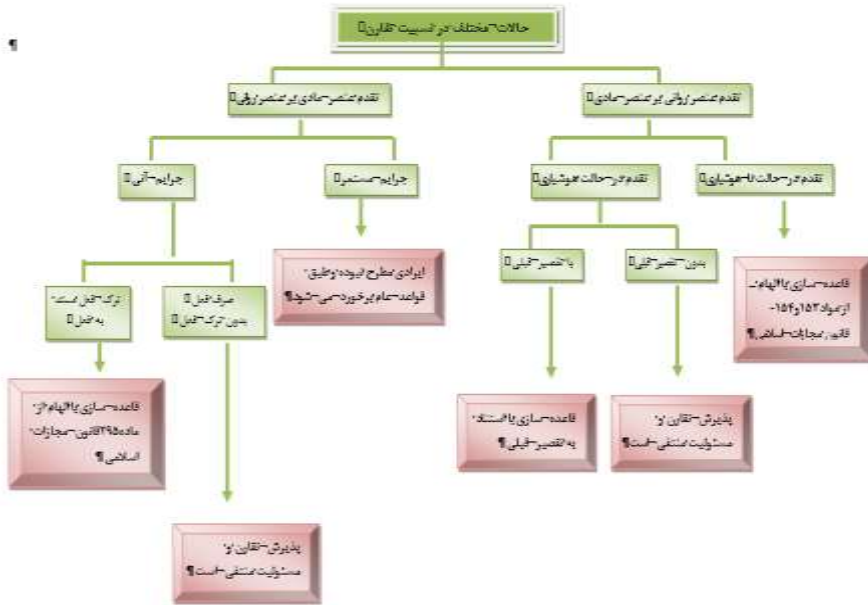 حالات مختلف در نسبیت تقارن
¶
تقدم عنصر روانی بر عنصر مادی
تقدم عنصر مادی بر عنصر روانی
تقدم در حالت نا هوشیاری
تقدم در حالت هوشیاری
جرایم مستمر
جرایم آنی
بدون تقصیر قبلی
با تقصیر قبلی
صرف فعل
بدون ترک فعل
ترک فعل مستند
به فعل
قاعده سازی با الهام
از مواد ۱۵۳ و ۱۵۴
قانون مجازات اسلامی¶
ایرادی مطرح نبوده و طبق
قواعد عام برخورد می شود¶
پذیرش تقارن و
مسئولیت منتفی است¶
قاعده سازی با استناد
به تقصیر قبلی¶
قاعده سازی با الهام از
ماده ۲۹۵ قانون مجازات
اسلامی¶
پذیرش تقارن و
مسئولیت منتفی است¶